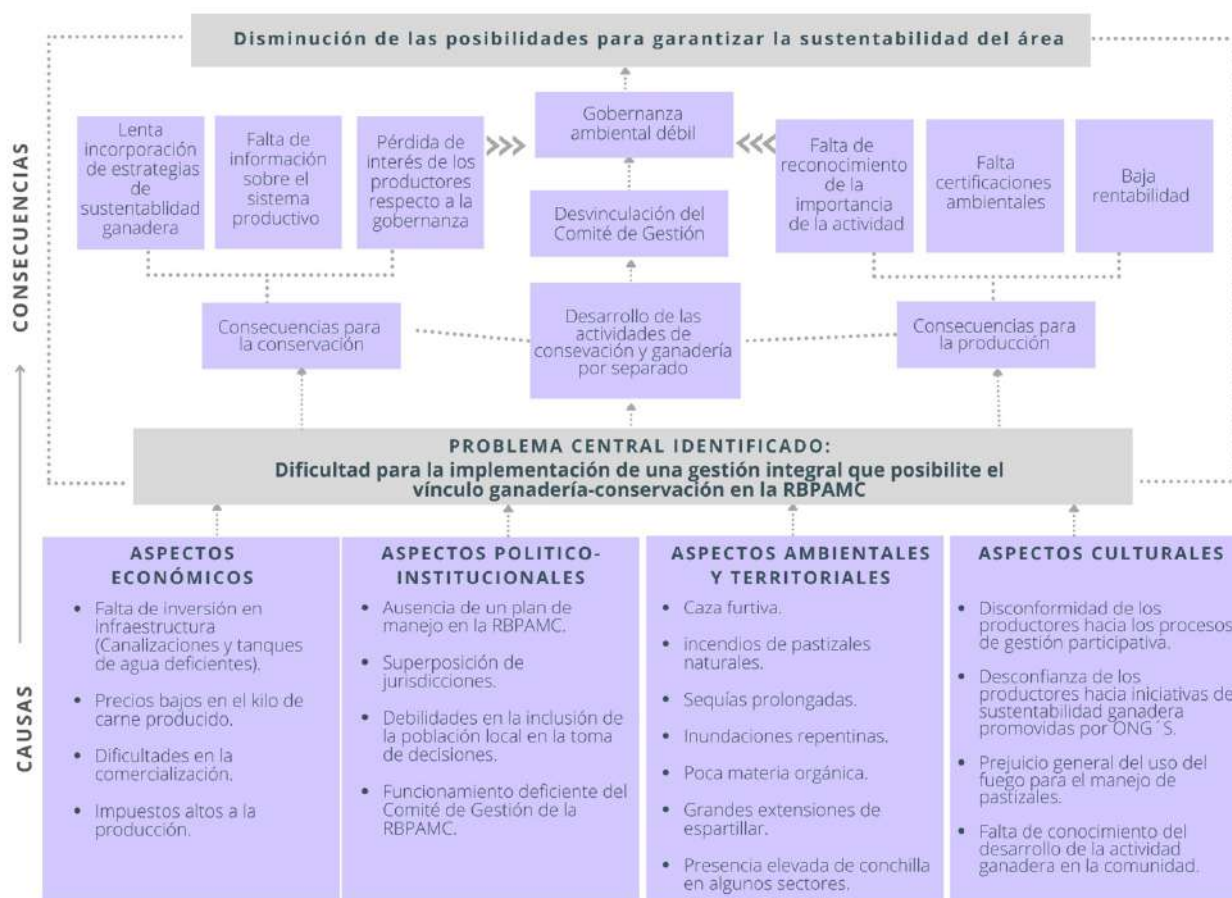 Disminución de las posibilidades para garantizar la sustentabilidad del área
CONSECUENCIAS
Lenta
incorporación
de estrategias
de
sustentablidad
ganadera
Falta de
información
sobre el
sistema
productivo
Pérdida de
interés de los
productores
respecto a la
gobernanza
Gobernanza
ambiental débil
Desvinculación del
Comité de Gestión
Falta de
reconocimiento
de la
importancia
de la actividad
Falta
certificaciones
ambientales
Baja
rentabilidad
Consecuencias para
la conservación
Desarrollo de las
actividades de
consevación y ganadería
por separado
Consecuencias para
la producción
PROBLEMA CENTRAL IDENTIFICADO:
Dificultad para la implementación de una gestión integral que posibilite el
vínculo ganadería-conservación en la RBPAMC
CAUSAS
ASPECTOS
ECONÓMICOS
• Falta de inversión en
infraestructura
(Canalizaciones y tanques
de agua deficientes).
• Precios bajos en el kilo de
carne producido.
• Dificultades en la
comercialización.
• Impuestos altos a la
producción.
ASPECTOS POLITICO-
INSTITUCIONALES
• Ausencia de un plan de
manejo en la RBPAMC.
• Superposición de
jurisdicciones.
• Debilidades en la inclusión de
la población local en la toma
de decisiones.
• Funcionamiento deficiente del
Comité de Gestión de la
RBPAMC.
ASPECTOS AMBIENTALES
Y TERRITORIALES
• Caza furtiva.
• incendios de pastizales
naturales.
• Sequías prolongadas.
• Inundaciones repentinas.
• Poca materia orgánica.
• Grandes extensiones de
espartillar.
• Presencia elevada de conchilla
en algunos sectores.
ASPECTOS CULTURALES
• Disconformidad de los
productores hacia los procesos
de gestión participativa.
• Desconfianza de los
productores hacia iniciativas de
sustentabilidad ganadera
promovidas por ONG´S.
• Prejuicio general del uso del
fuego para el manejo de
pastizales.
• Falta de conocimiento del
desarrollo de la actividad
ganadera en la comunidad.